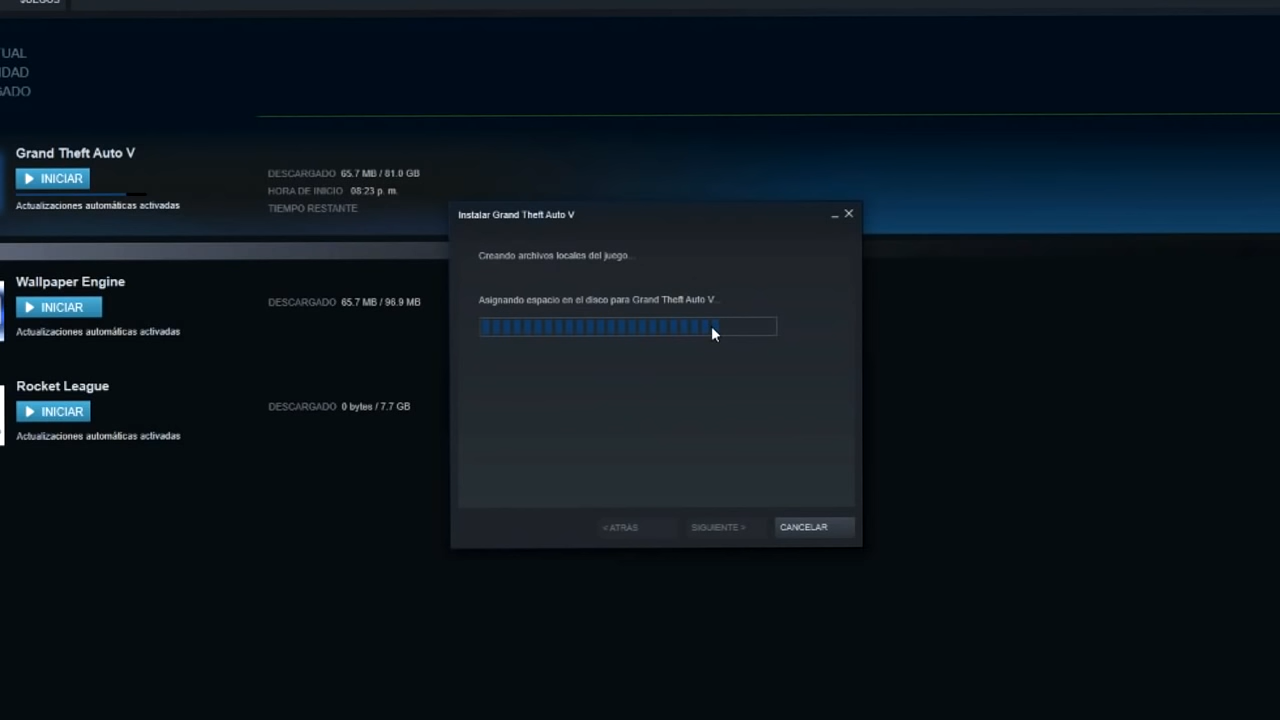 JUEGOS
TUAL
IDAD
GADO
Grand Theft Auto V
INICIAR
Actualizaciones automáticas activadas
DESCARGADO 65.7 MB / 81.0 GB
HORA DE INICIO 08:23 p. m.
TIEMPO RESTANTE
Instalar Grand Theft Auto V
Creando archivos locales del juego...
Asignando espacio en el disco para Grand Theft Auto V...
< ATRÁS
SIGUIENTE >
CANCELAR
Wallpaper Engine
INICIAR
Actualizaciones automáticas activadas
DESCARGADO 65.7 MB / 96.9 MB
Rocket League
INICIAR
Actualizaciones automáticas activadas
DESCARGADO 0 bytes / 7.7 GB